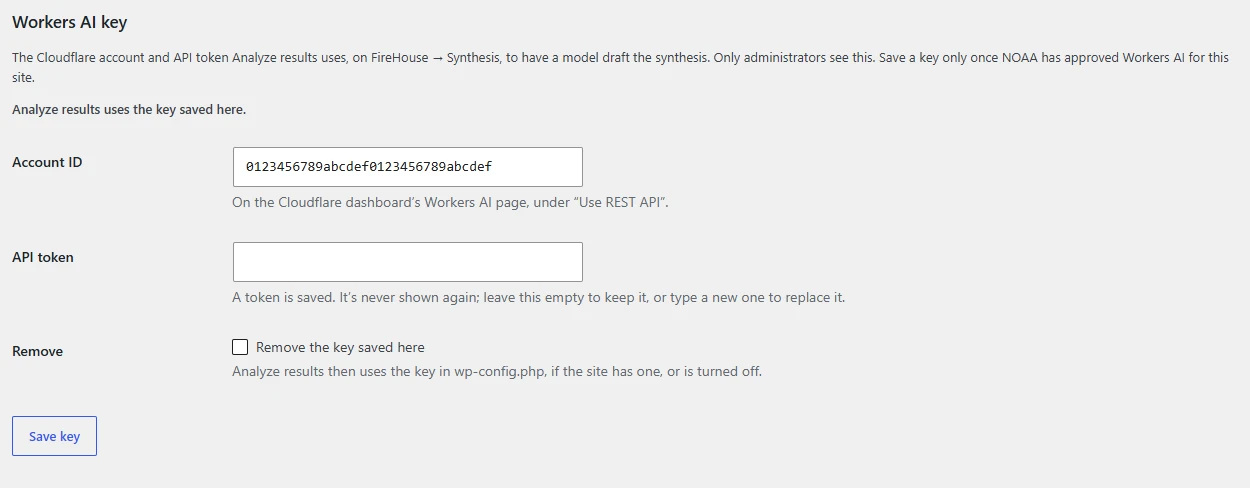 Workers AI key
The Cloudflare account and API token Analyze results uses, on FireHouse → Synthesis, to have a model draft the synthesis. Only administrators see this. Save a key only once NOAA has approved Workers AI for this
site.
Analyze results uses the key saved here.
Account ID
0123456789abcdef0123456789abcdef
On the Cloudflare dashboard’s Workers AI page, under “Use REST API”.
API token
A token is saved. It’s never shown again; leave this empty to keep it, or type a new one to replace it.
Remove
Remove the key saved here
Analyze results then uses the key in wp-config.php, if the site has one, or is turned off.
Save key